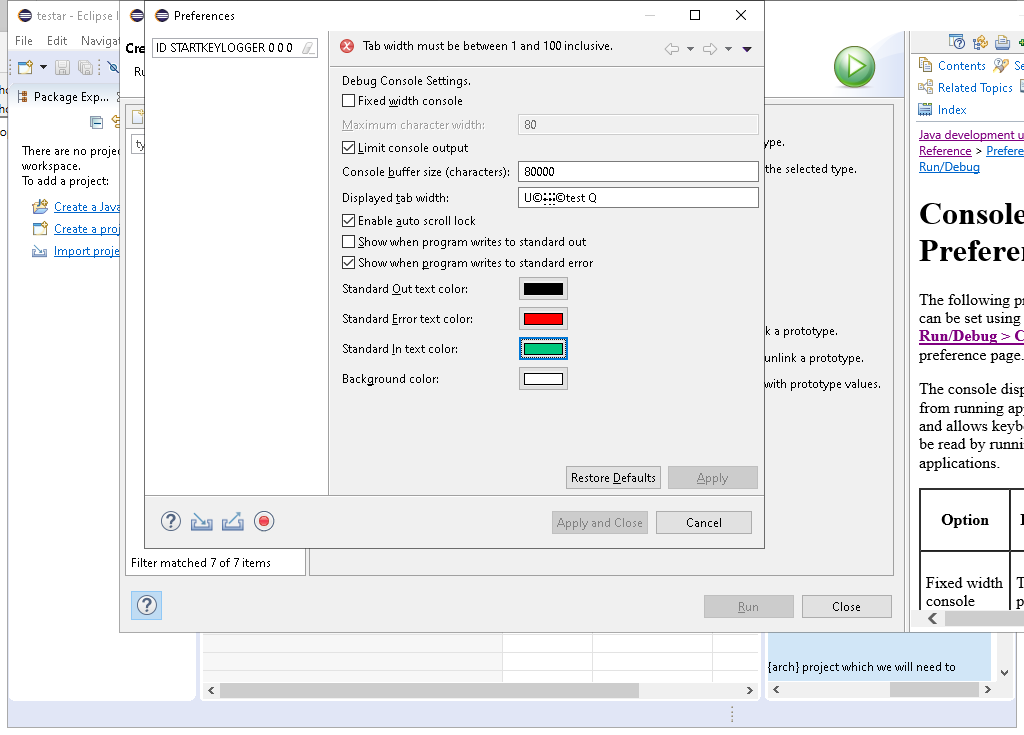 testar - Eclipse I
File Edit Navigat
Package Exp...
There are no projec
workspace.
To add a project:
Create a Java
Create a proj
Import proje
Cre
Ru
ty
Filter matched 7 of 7 items
Preferences
ID STARTKEYLOGGER 0 0 0
Tab width must be between 1 and 100 inclusive.
Debug Console Settings.
Fixed width console
Maximum character width: 80
Limit console output
Console buffer size (characters): 80000
Displayed tab width: test Q
Enable auto scroll lock
Show when program writes to standard out
Show when program writes to standard error
Standard Out text color:
Standard Error text color:
Standard In text color:
Background color:
Restore Defaults Apply
Apply and Close Cancel
ype.
the selected type.
k a prototype.
unlink a prototype.
with prototype values.
Run Close
Contents Se
Related Topics
Index
Java development u
Reference > Prefere
Run/Debug
Console
Preferen
The following pr
can be set using
Run/Debug > C
preference page.
The console disp
from running app
and allows keybo
be read by runnin
applications.
Option
Fixed width
console
{arch} project which we will need to